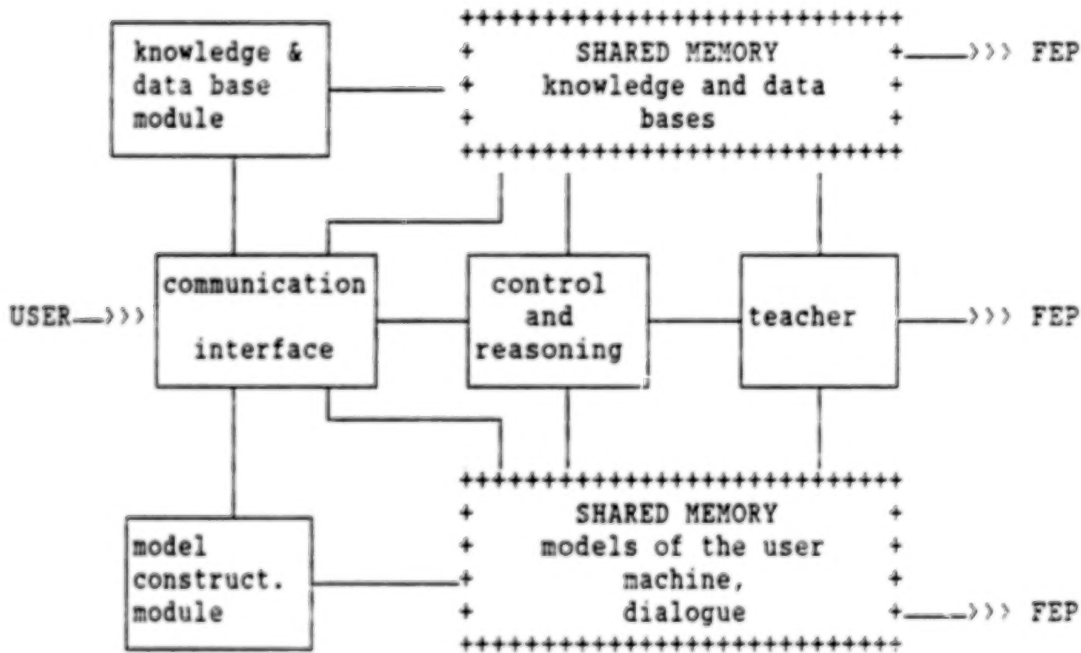 knowledge &
data base
module
SHARED MEMORY
knowledge and data
bases
>>> FEP
USER >>>
communication
interface
control
and
reasoning
teacher
>>> FEP
model
construct.
module
SHARED MEMORY
models of the user
machine,
dialogue
>>> FEP